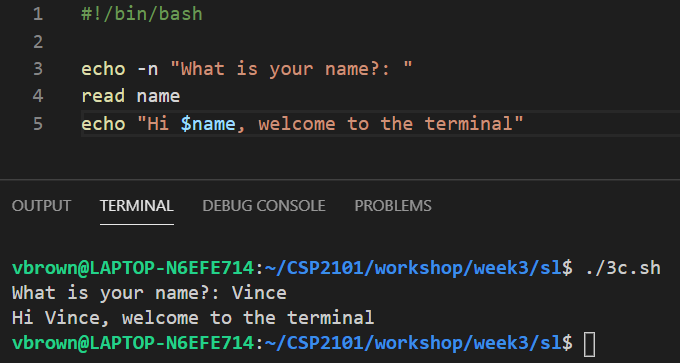 1 #!/bin/bash
2
3 echo -n "What is your name?: "
4 read name
5 echo "Hi $name, welcome to the terminal"
OUTPUT TERMINAL DEBUG CONSOLE PROBLEMS
vbrown@LAPTOP-N6EFE714:~/CSP2101/workshop/week3/sl$ ./3c.sh
What is your name?: Vince
Hi Vince, welcome to the terminal
vbrown@LAPTOP-N6EFE714:~/CSP2101/workshop/week3/sl$